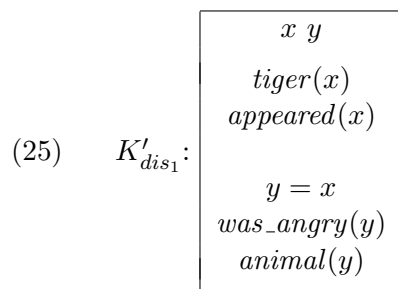 x y
tiger(x)
appeared(x)
(25) K′dis1:
y = x
was_angry(y)
animal(y)